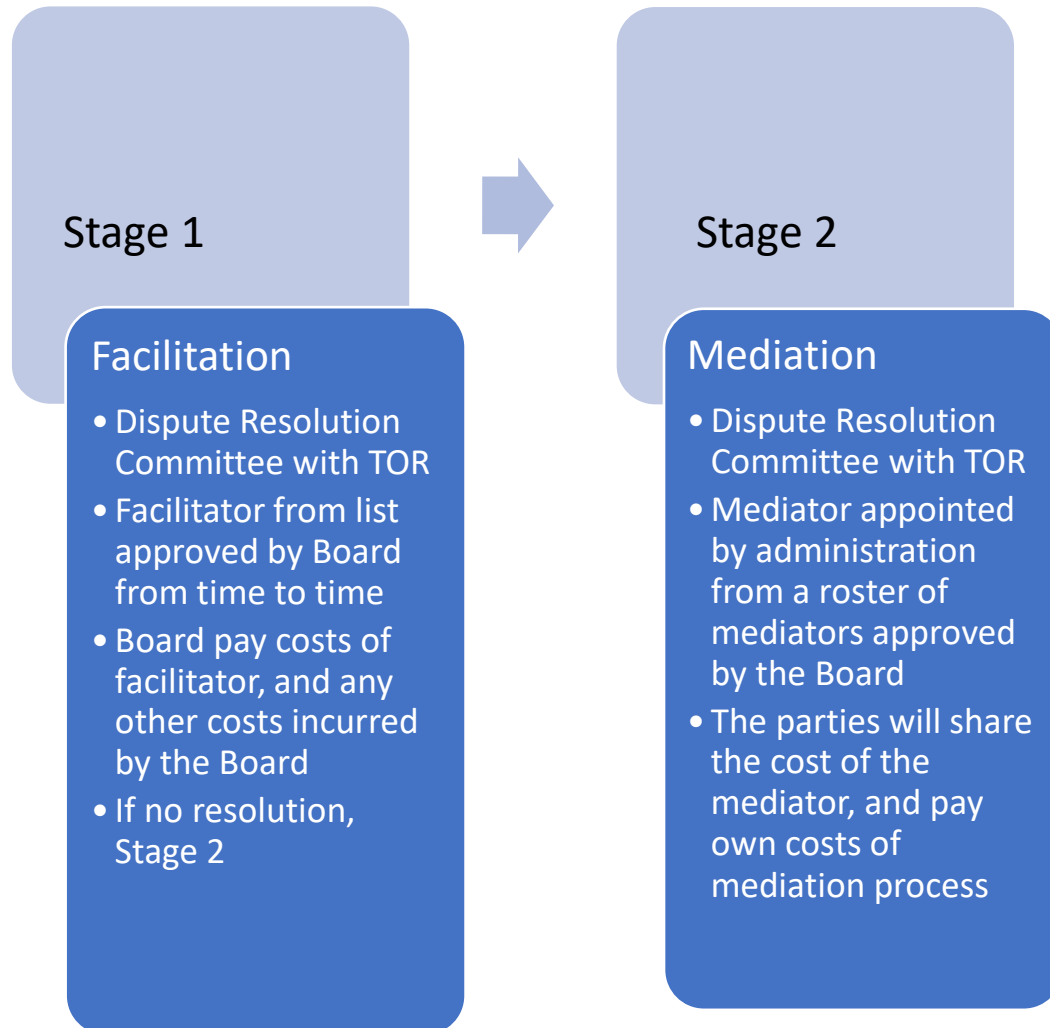 Stage 1
Facilitation
• Dispute Resolution
Committee with TOR
• Facilitator from list
approved by Board
from time to time
• Board pay costs of
facilitator, and any
other costs incurred
by the Board
• If no resolution,
Stage 2
Stage 2
Mediation
• Dispute Resolution
Committee with TOR
• Mediator appointed
by administration
from a roster of
mediators approved
by the Board
• The parties will share
the cost of the
mediator, and pay
own costs of
mediation process